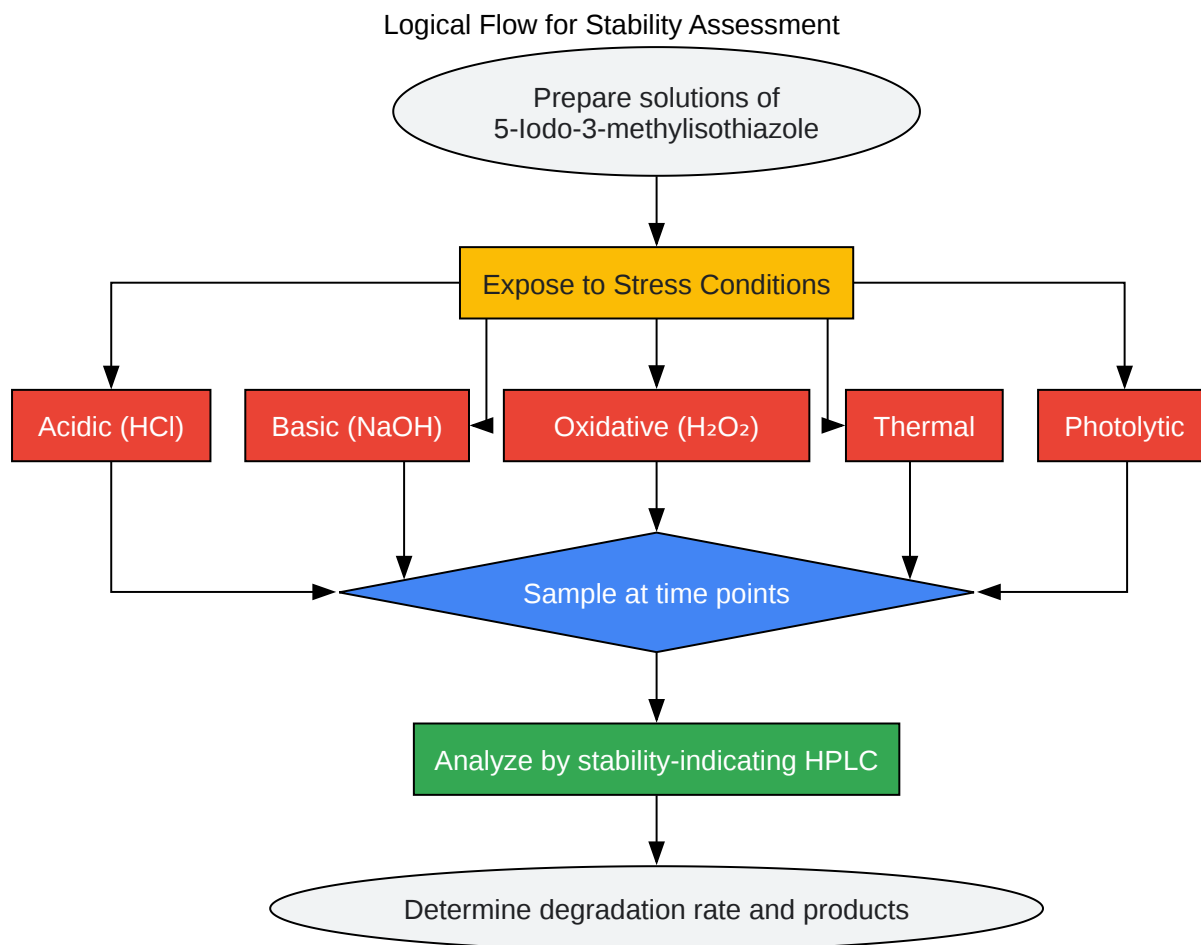 Logical Flow for Stability Assessment
Prepare solutions of
5-Iodo-3-methylisothiazole
Expose to Stress Conditions
Acidic (HCl)
Basic (NaOH)
Oxidative (H₂O₂)
Thermal
Photolytic
Sample at time points
Analyze by stability-indicating HPLC
Determine degradation rate and products